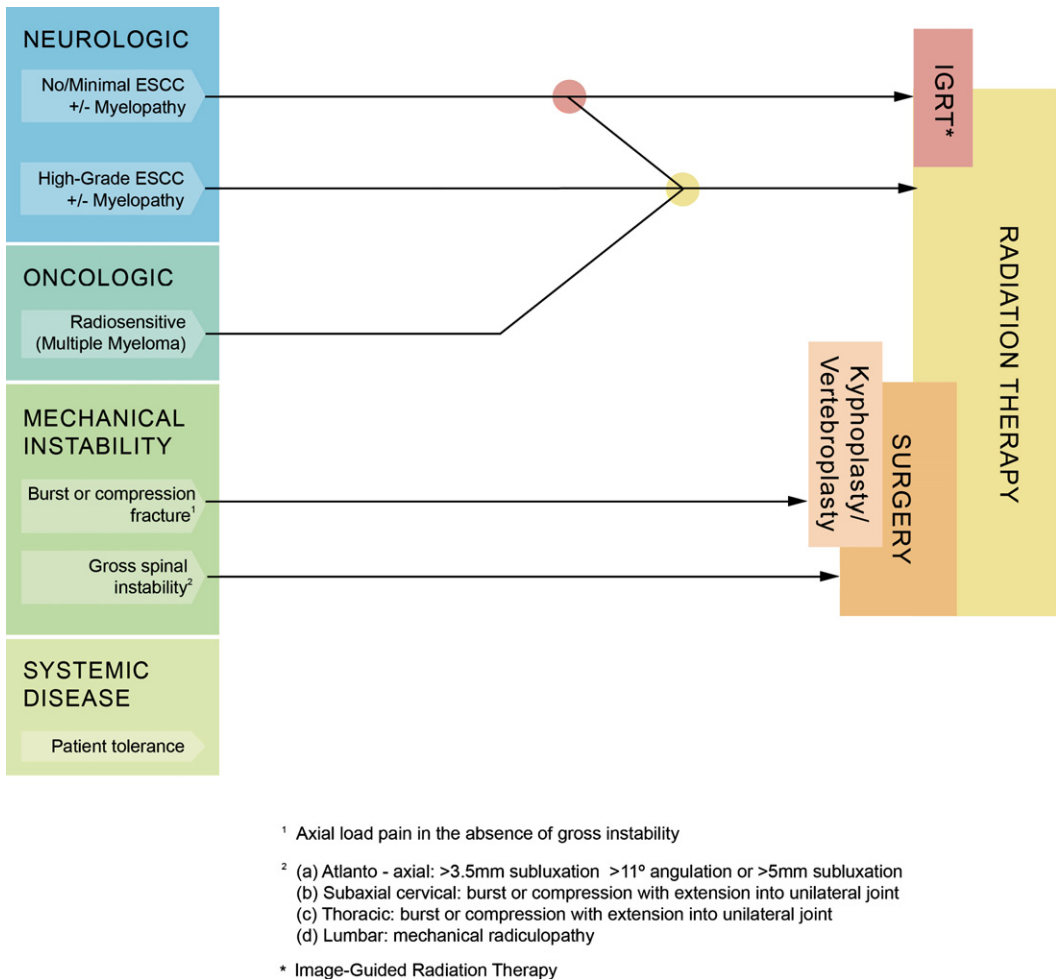 NEUROLOGIC
No/Minimal ESCC
+/- Myelopathy
High-Grade ESCC
+/- Myelopathy
ONCOLOGIC
Radiosensitive
(Multiple Myeloma)
MECHANICAL
INSTABILITY
Burst or compression
fracture¹
Gross spinal
instability²
SYSTEMIC
DISEASE
Patient tolerance
IGRT*
RADIATION THERAPY
Kyphoplasty/
Vertebroplasty
SURGERY
¹ Axial load pain in the absence of gross instability
² (a) Atlanto - axial: >3.5mm subluxation >11º angulation or >5mm subluxation
(b) Subaxial cervical: burst or compression with extension into unilateral joint
(c) Thoracic: burst or compression with extension into unilateral joint
(d) Lumbar: mechanical radiculopathy
* Image-Guided Radiation Therapy